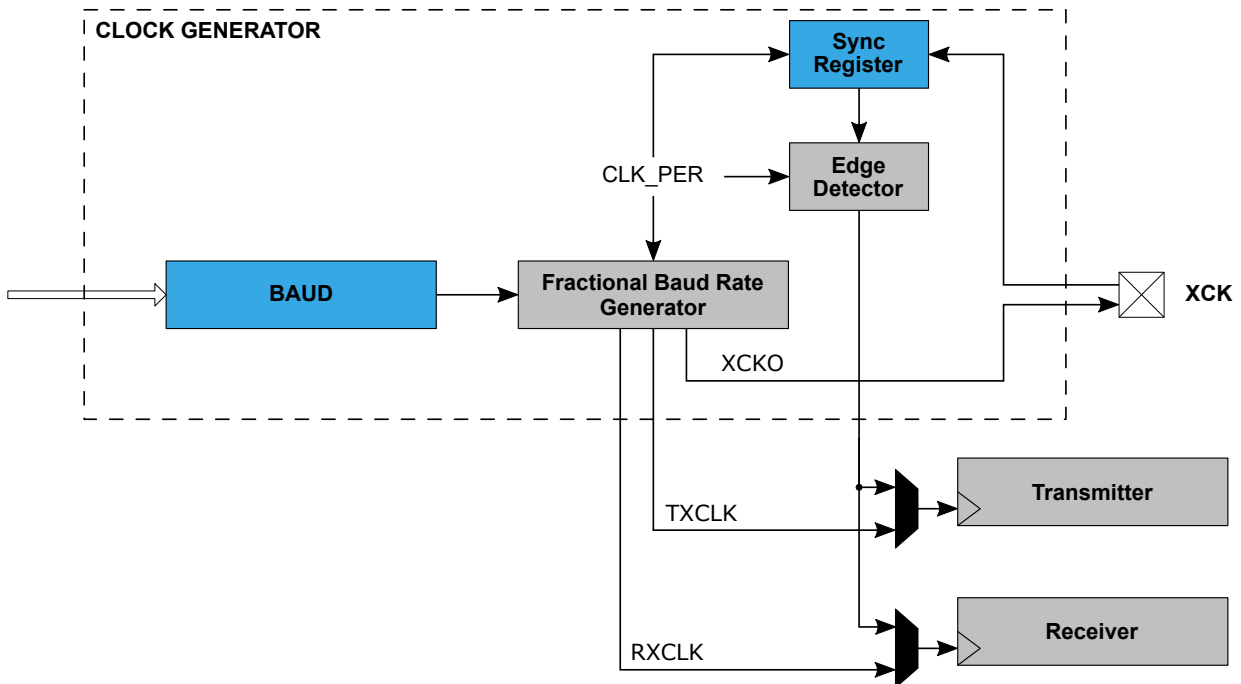 CLOCK GENERATOR
Sync
Register
CLK_PER
Edge
Detector
BAUD
Fractional Baud Rate
Generator
XCK
XCKO
Transmitter
TXCLK
Receiver
RXCLK